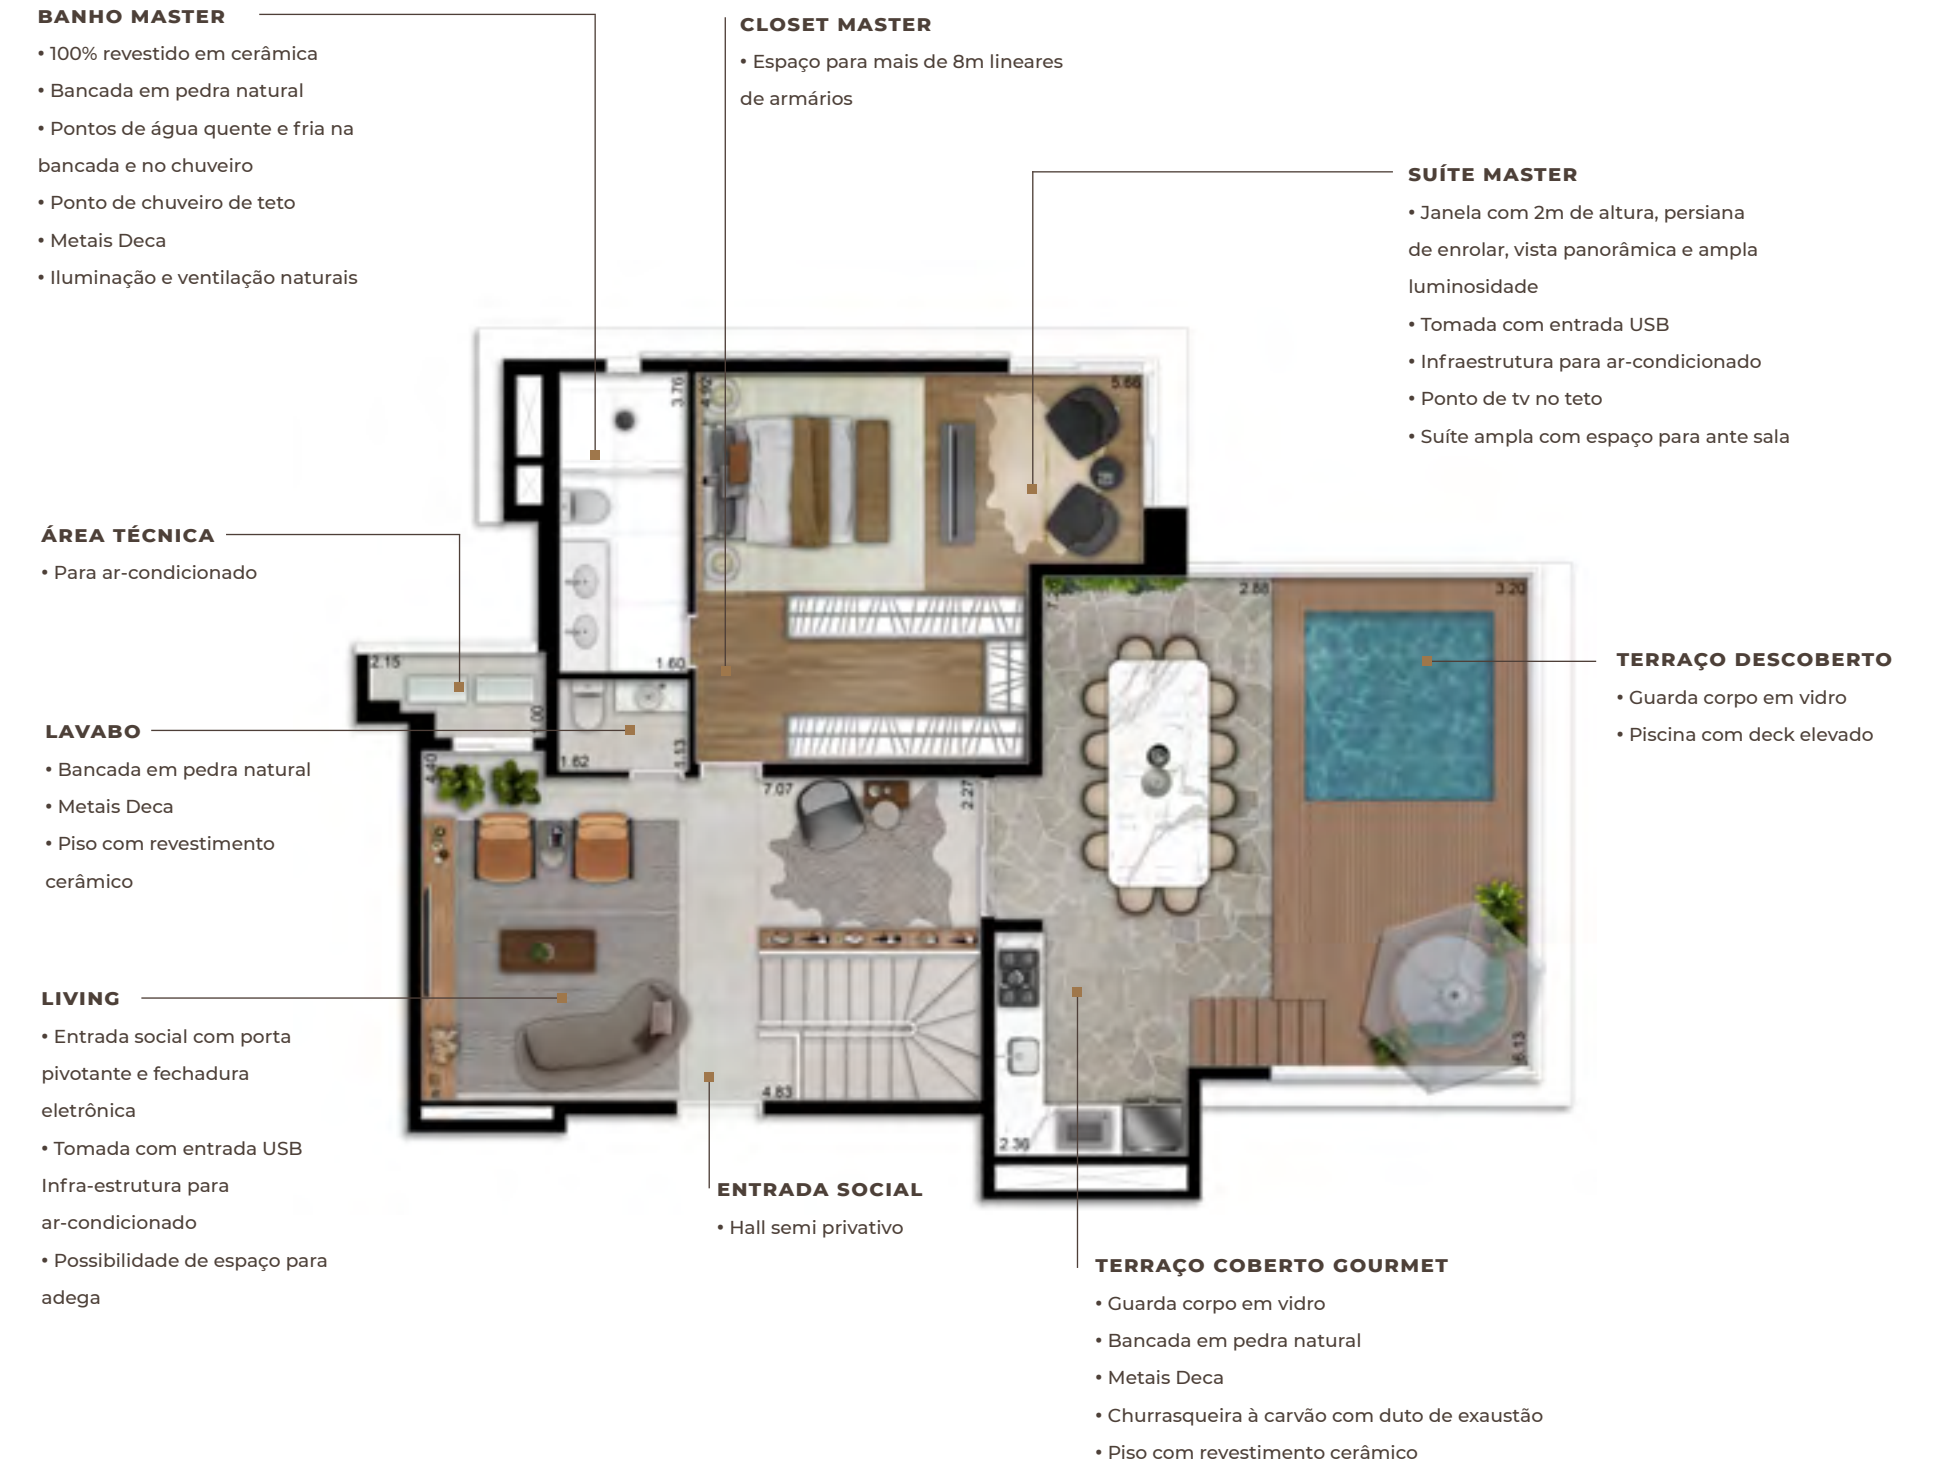 BANHO MASTER
• 100% revestido em cerâmica
• Bancada em pedra natural
• Pontos de água quente e fria na
bancada e no chuveiro
• Ponto de chuveiro de teto
• Metais Deca
• Iluminação e ventilação naturais
CLOSET MASTER
• Espaço para mais de 8m lineares
de armários
SUÍTE MASTER
• Janela com 2m de altura, persiana
de enrolar, vista panorâmica e ampla
luminosidade
• Tomada com entrada USB
• Infraestrutura para ar-condicionado
• Ponto de tv no teto
• Suíte ampla com espaço para ante sala
ÁREA TÉCNICA
• Para ar-condicionado
LAVABO
• Bancada em pedra natural
• Metais Deca
• Piso com revestimento
cerâmico
LIVING
• Entrada social com porta
pivotante e fechadura
eletrônica
• Tomada com entrada USB
Infra-estrutura para
ar-condicionado
• Possibilidade de espaço para
adega
3.76
4.92
5.66
1.60
2.15
1.62
1.53
4.40
7.07
2.27
4.83
2.88
3.20
6.13
2.36
TERRAÇO DESCOBERTO
• Guarda corpo em vidro
• Piscina com deck elevado
ENTRADA SOCIAL
• Hall semi privativo
TERRAÇO COBERTO GOURMET
• Guarda corpo em vidro
• Bancada em pedra natural
• Metais Deca
• Churrasqueira à carvão com duto de exaustão
• Piso com revestimento cerâmico